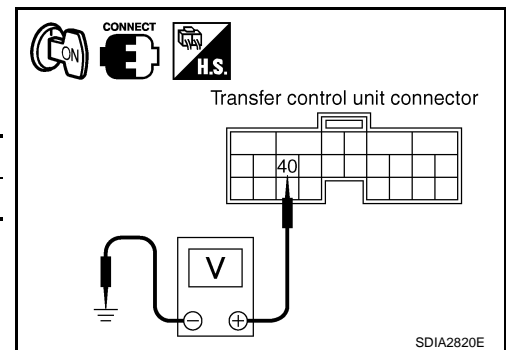 CONNECT
ON
H.S.
Transfer control unit connector
40
V
− +
SDIA2820E